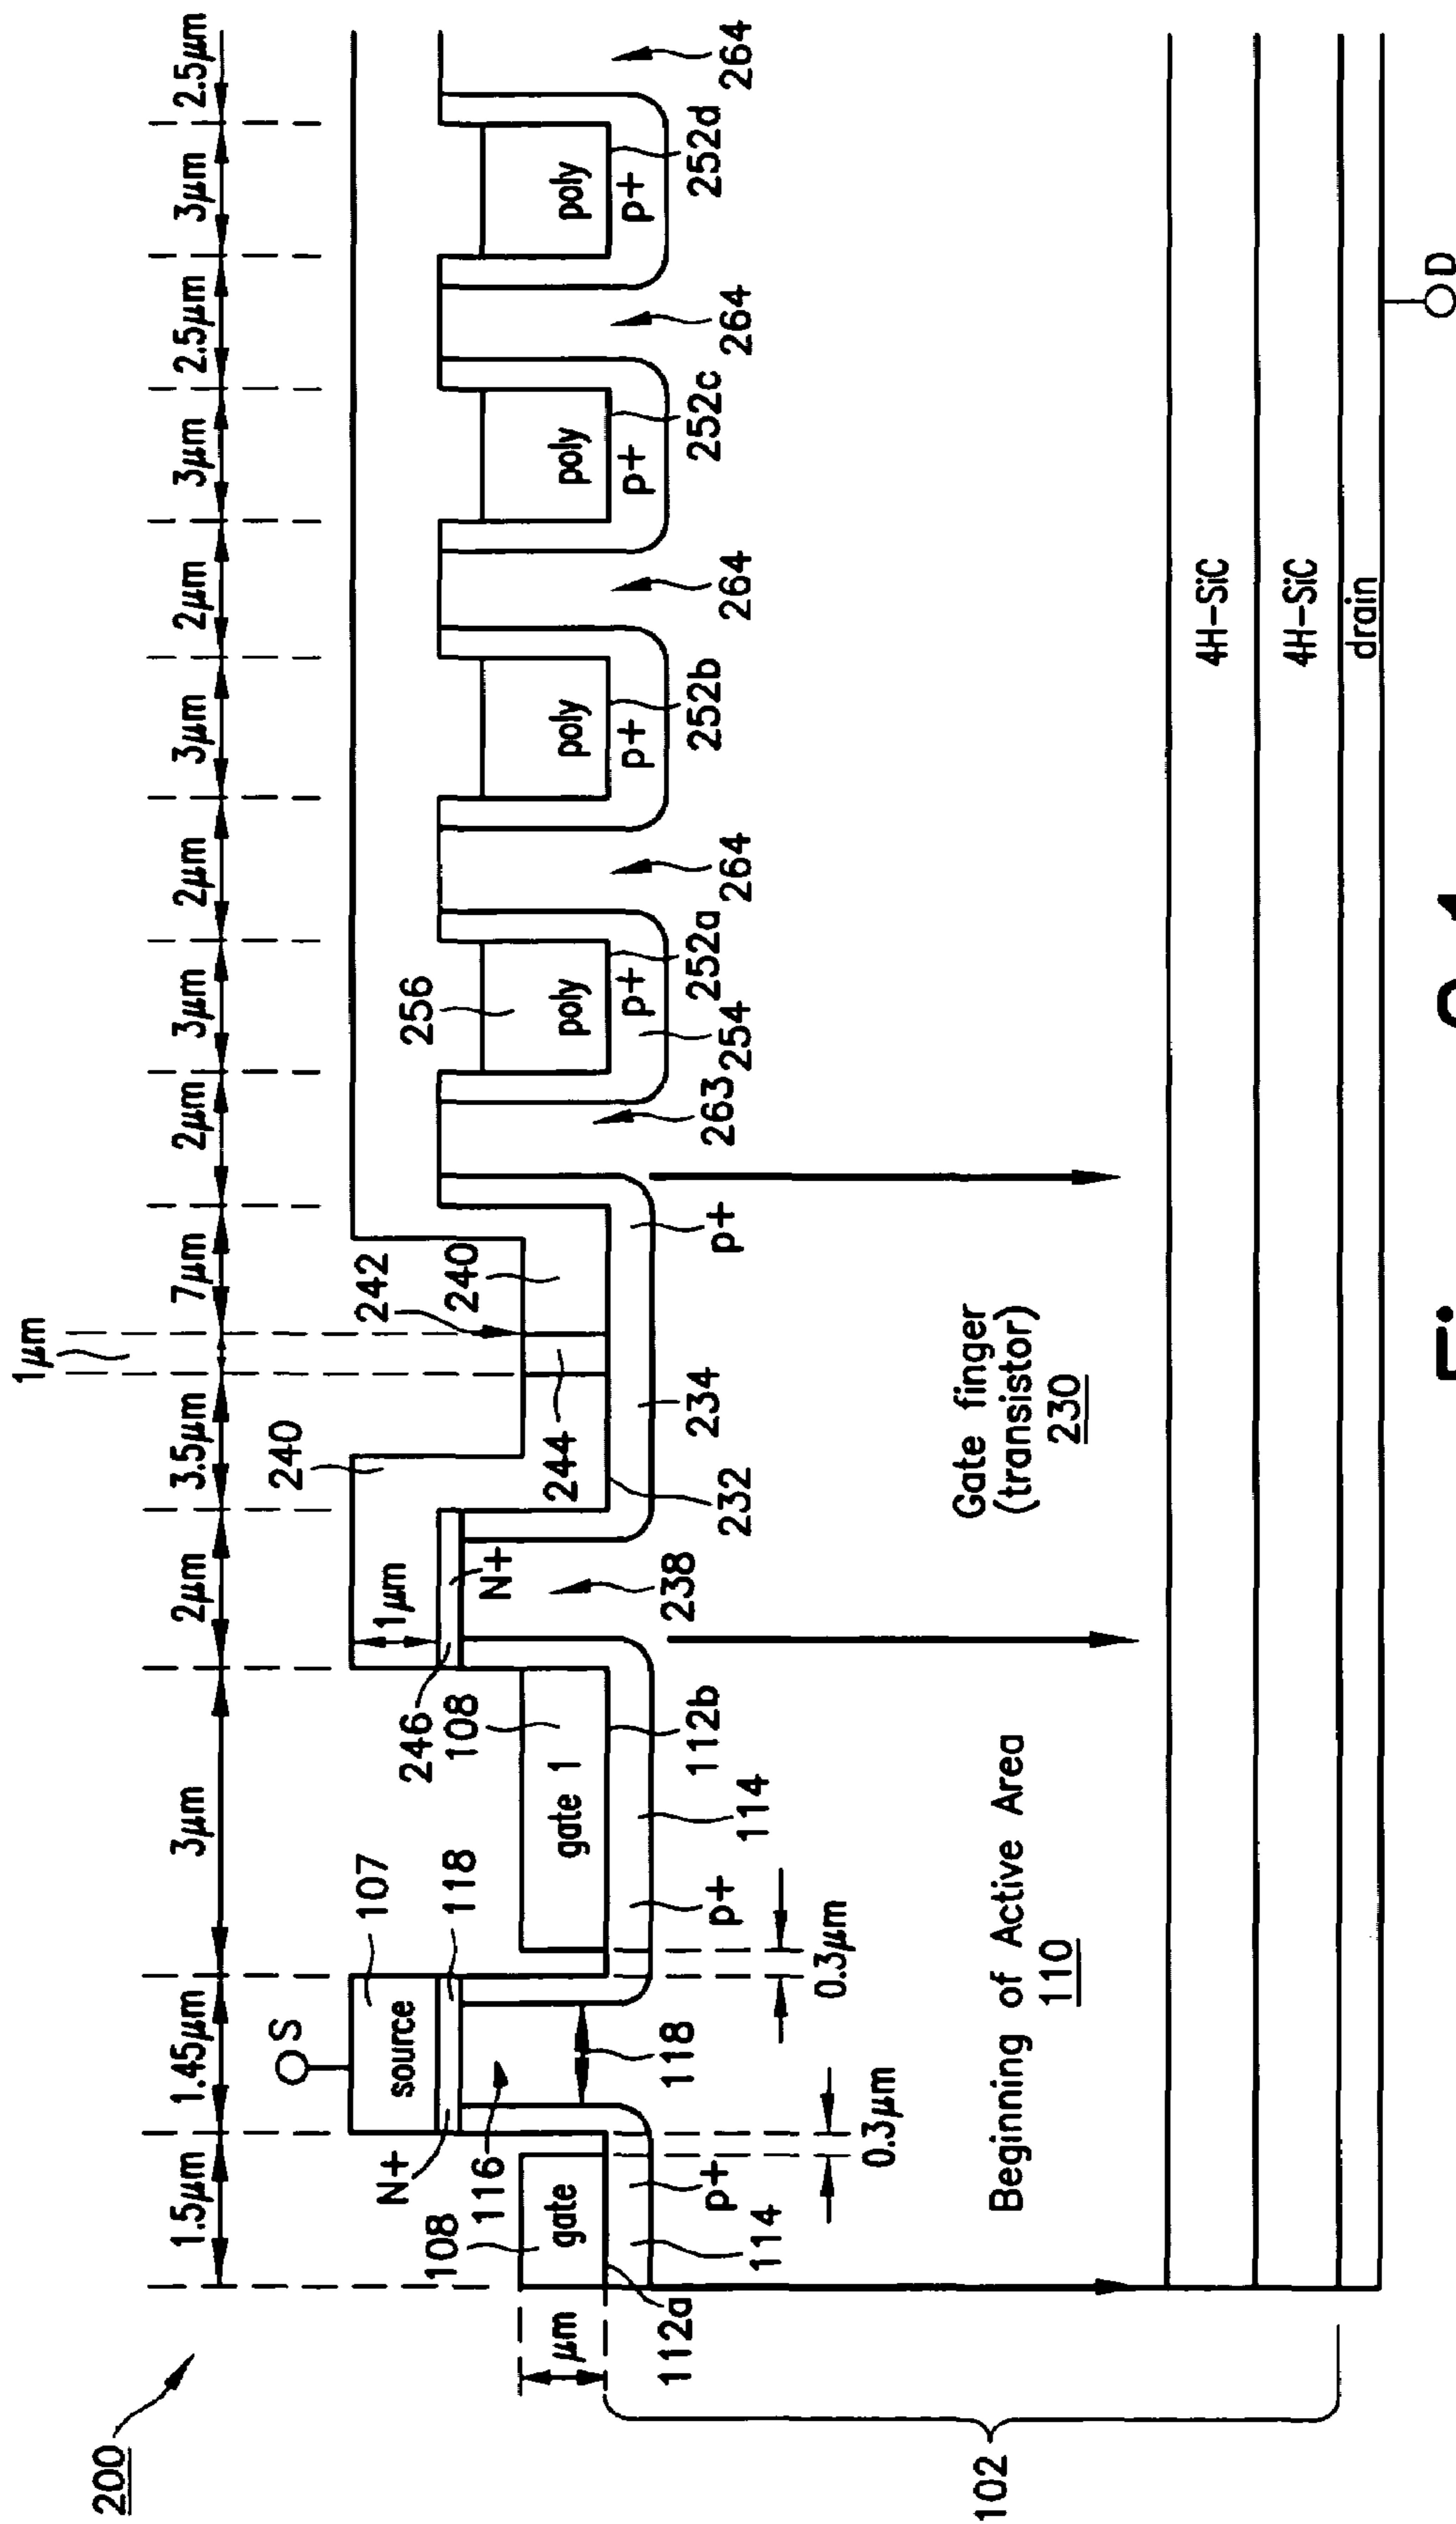 200
1μm
1.5μm
1.45μm
3μm
2μm
3.5μm
7μm
2μm
3μm
2μm
3μm
2μm
3μm
2.5μm
3μm
2.5μm
S
107
118
240
242
240
256
N+
116
108
source
246
108
1μm
N+
238
244
263
μm
gate
gate 1
poly
poly
poly
poly
112a
114
p+
118
0.3μm
0.3μm
p+
114
112b
232
234
p+
254
p+
252a
264
p+
252b
264
p+
252c
264
p+
252d
264
Beginning of Active Area
110
Gate finger
(transistor)
230
102
4H-SiC
4H-SiC
drain
D